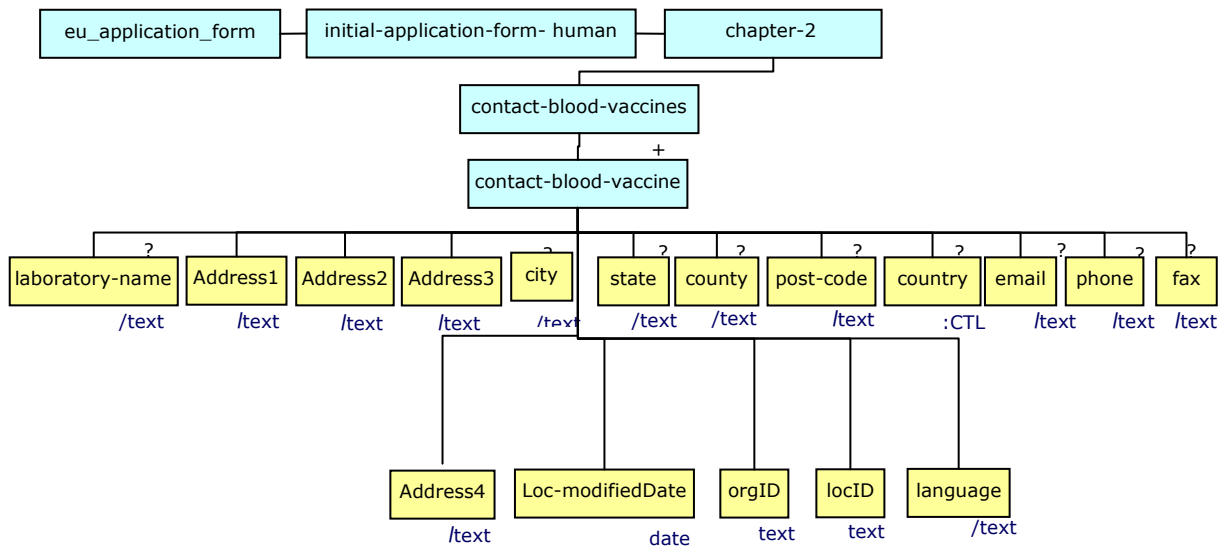 eu_application_form initial-application-form- human chapter-2
contact-blood-vaccines
+
contact-blood-vaccine
? ? ? ? ? ? ? ? ?
laboratory-name Address1 Address2 Address3 city state county post-code country email phone fax
/text /text /text /text /text /text /text /text :CTL /text /text /text
Address4 Loc-modifiedDate orgID locID language
/text date text text /text